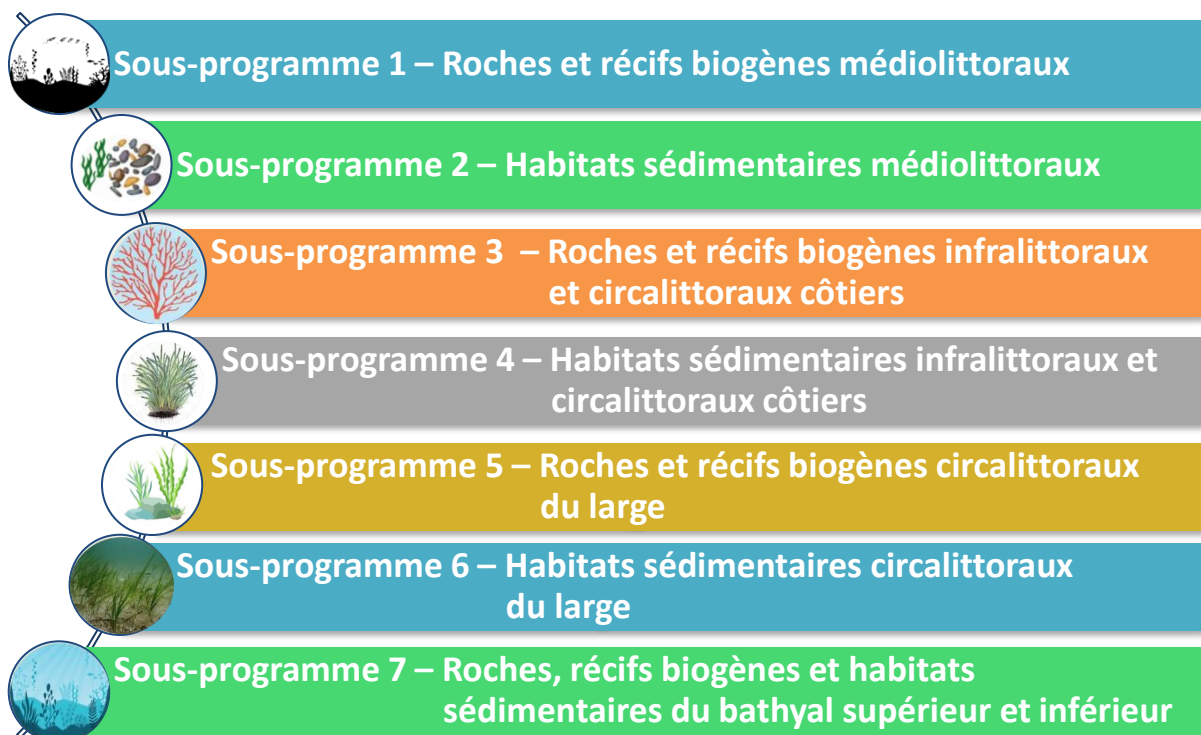 Sous-programme 1 – Roches et récifs biogènes médiolittoraux
Sous-programme 2 – Habitats sédimentaires médiolittoraux
Sous-programme 3 – Roches et récifs biogènes infralittoraux
et circalittoraux côtiers
Sous-programme 4 – Habitats sédimentaires infralittoraux et
circalittoraux côtiers
Sous-programme 5 – Roches et récifs biogènes circalittoraux
du large
Sous-programme 6 – Habitats sédimentaires circalittoraux
du large
Sous-programme 7 – Roches, récifs biogènes et habitats
sédimentaires du bathyal supérieur et inférieur